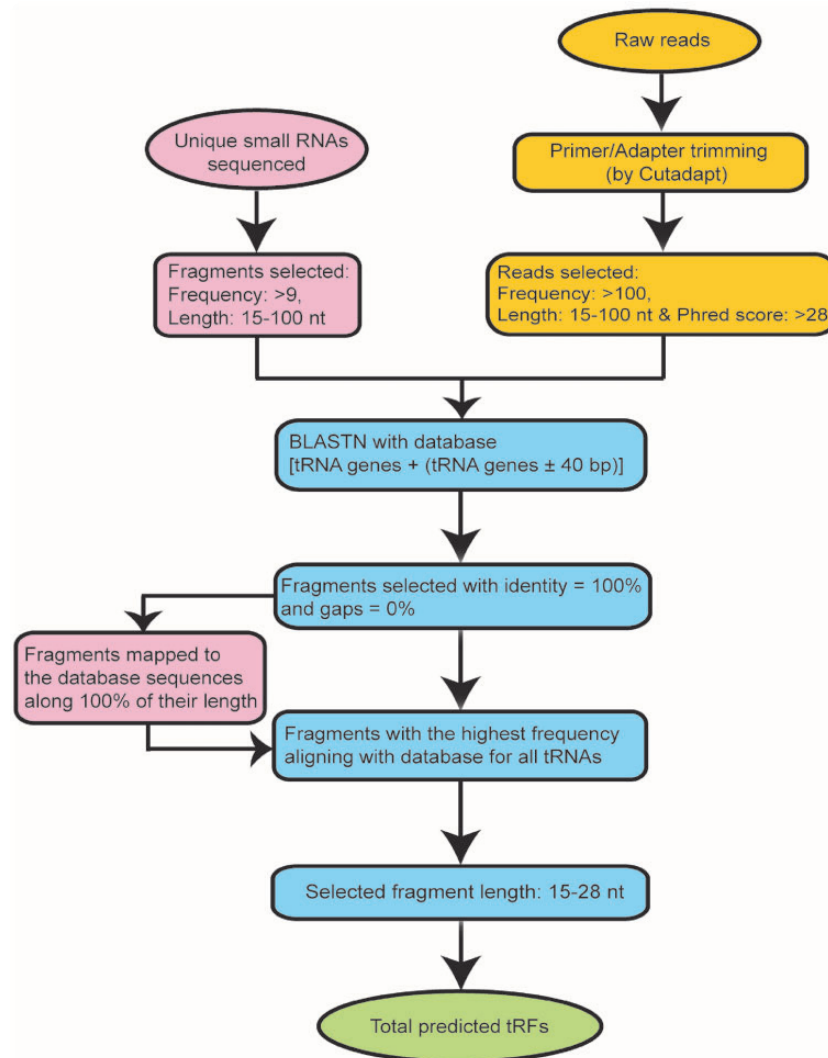 Raw reads
Unique small RNAs
sequenced
Primer/Adapter trimming
(by Cutadapt)
Fragments selected:
Frequency: >9,
Length: 15-100 nt
Reads selected:
Frequency: >100,
Length: 15-100 nt & Phred score: >28
BLASTN with database
[tRNA genes + (tRNA genes ± 40 bp)]
Fragments selected with identity = 100%
and gaps = 0%
Fragments mapped to
the database sequences
along 100% of their length
Fragments with the highest frequency
aligning with database for all tRNAs
Selected fragment length: 15-28 nt
Total predicted tRFs